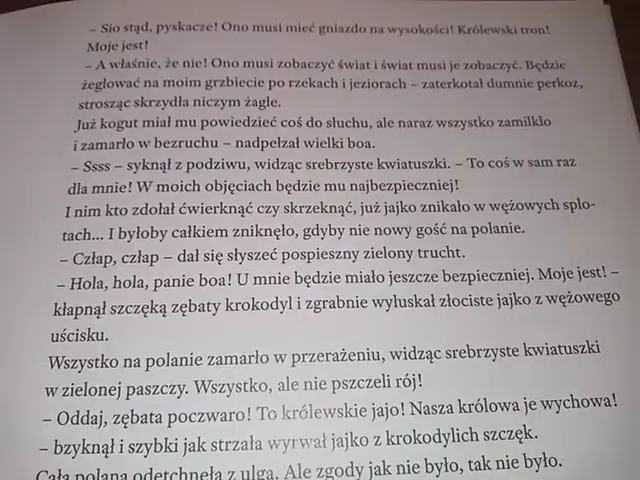 – Sio stąd, pyskacze! Ono musi mieć gniazdo na wysokości! Królewski tron!
Moje jest!
– A właśnie, że nie! Ono musi zobaczyć świat i świat musi je zobaczyć. Będzie
żeglować na moim grzbiecie po rzekach i jeziorach – zaterkotał dumnie perkoz,
strosząc skrzydła niczym żagle.
Już kogut miał mu powiedzieć coś do słuchu, ale naraz wszystko zamilkło
i zamarło w bezruchu – nadpełzał wielki boa.
– Ssss – syknął z podziwu, widząc srebrzyste kwiatuszki. – To coś w sam raz
dla mnie! W moich objęciach będzie mu najbezpieczniej!
I nim kto zdołał ćwierknąć czy skrzeknąć, już jajko znikało w wężowych splo-
tach... I byłoby całkiem zniknęło, gdyby nie nowy gość na polanie.
– Człap, człap – dał się słyszeć pospieszny zielony trucht.
– Hola, hola, panie boa! U mnie będzie miało jeszcze bezpieczniej. Moje jest! –
kłapnął szczęką zębaty krokodyl i zgrabnie wyłuskał złociste jajko z wężowego
uścisku.
Wszystko na polanie zamarło w przerażeniu, widząc srebrzyste kwiatuszki
w zielonej paszczy. Wszystko, ale nie pszczeli rój!
– Oddaj, zębata poczwaro! To królewskie jajo! Nasza królowa je wychowa!
– bzyknął i szybki jak strzała wyrwał jajko z krokodylich szczęk.
Cała polana odetchnęła z ulgą. Ale zgody jak nie było, tak nie było.